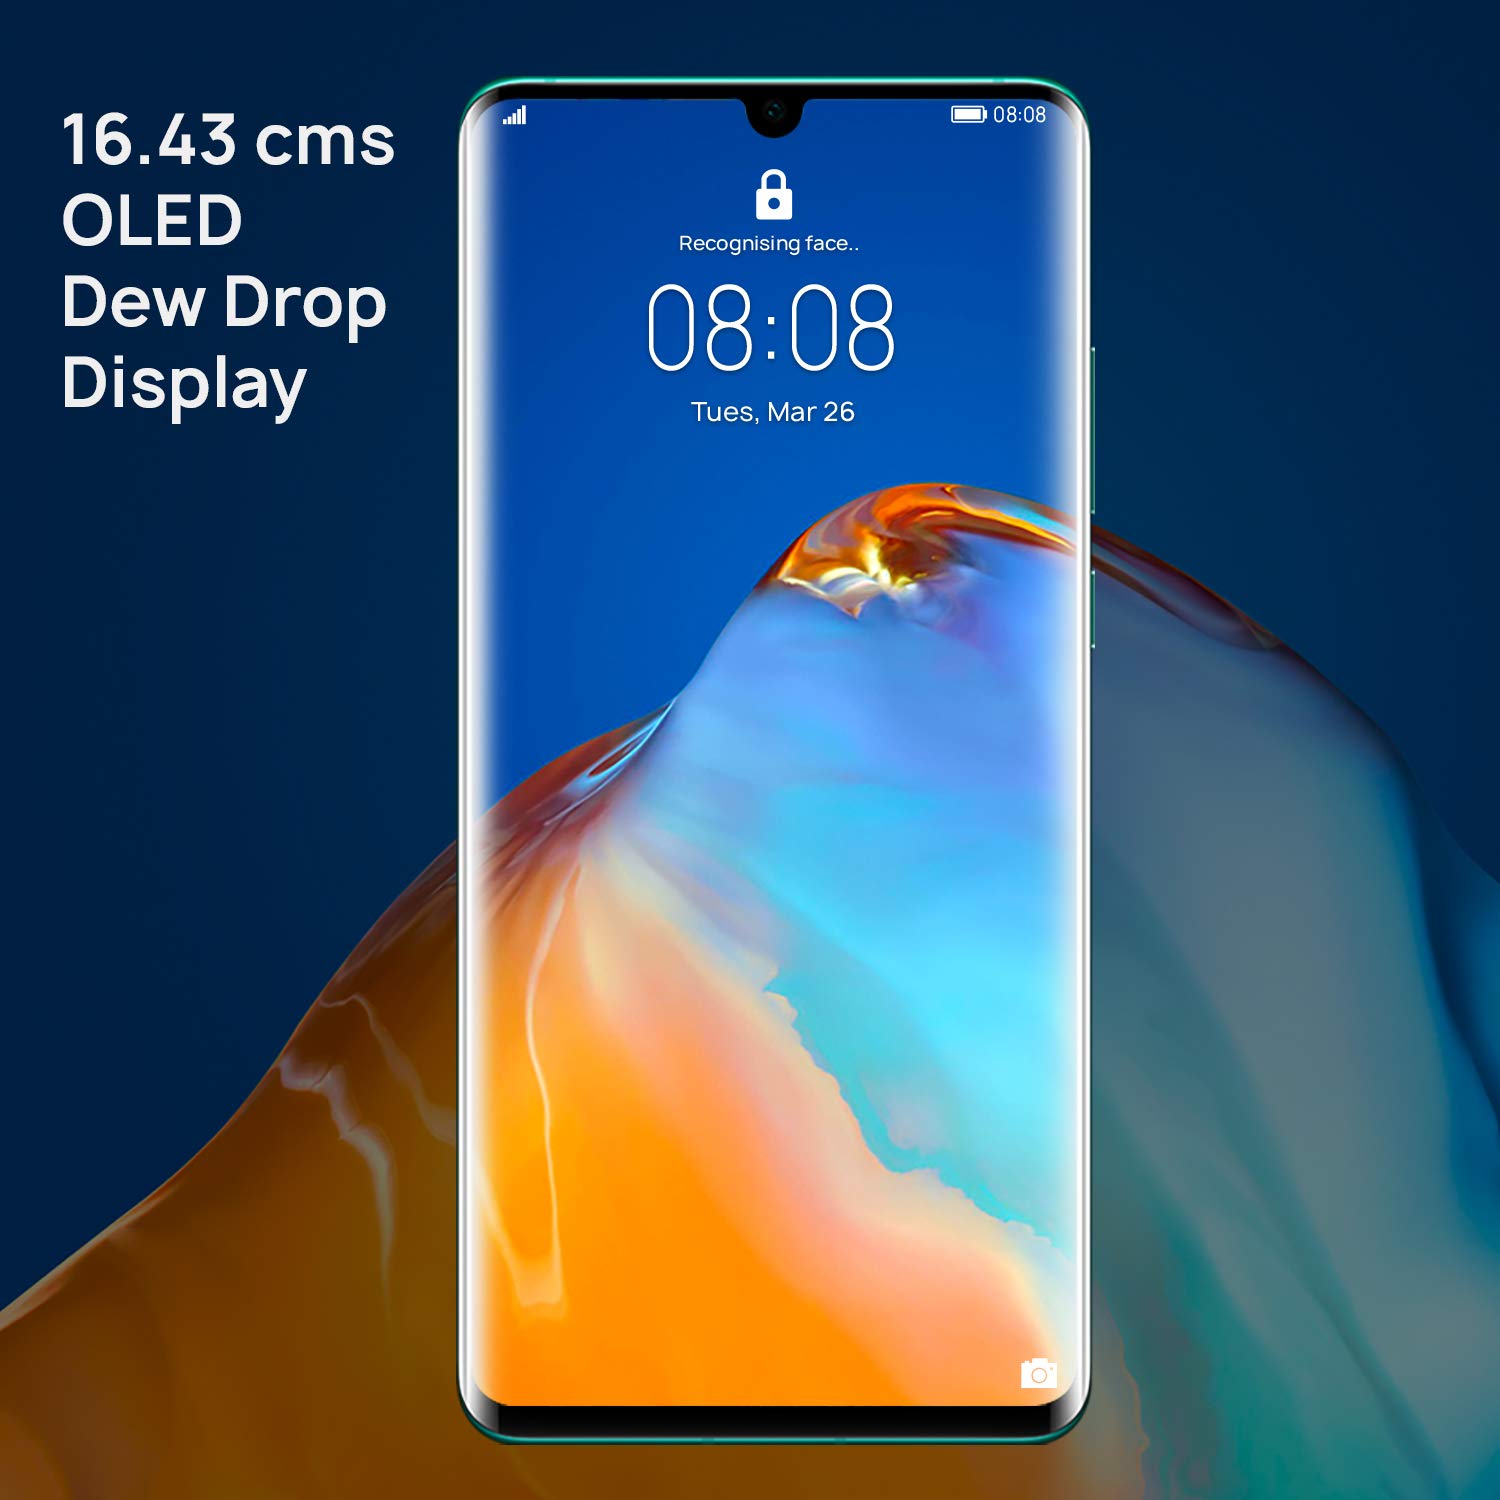 16.43 cms
OLED
Dew Drop
Display
08:08
Recognising face..
08:08
Tues, Mar 26